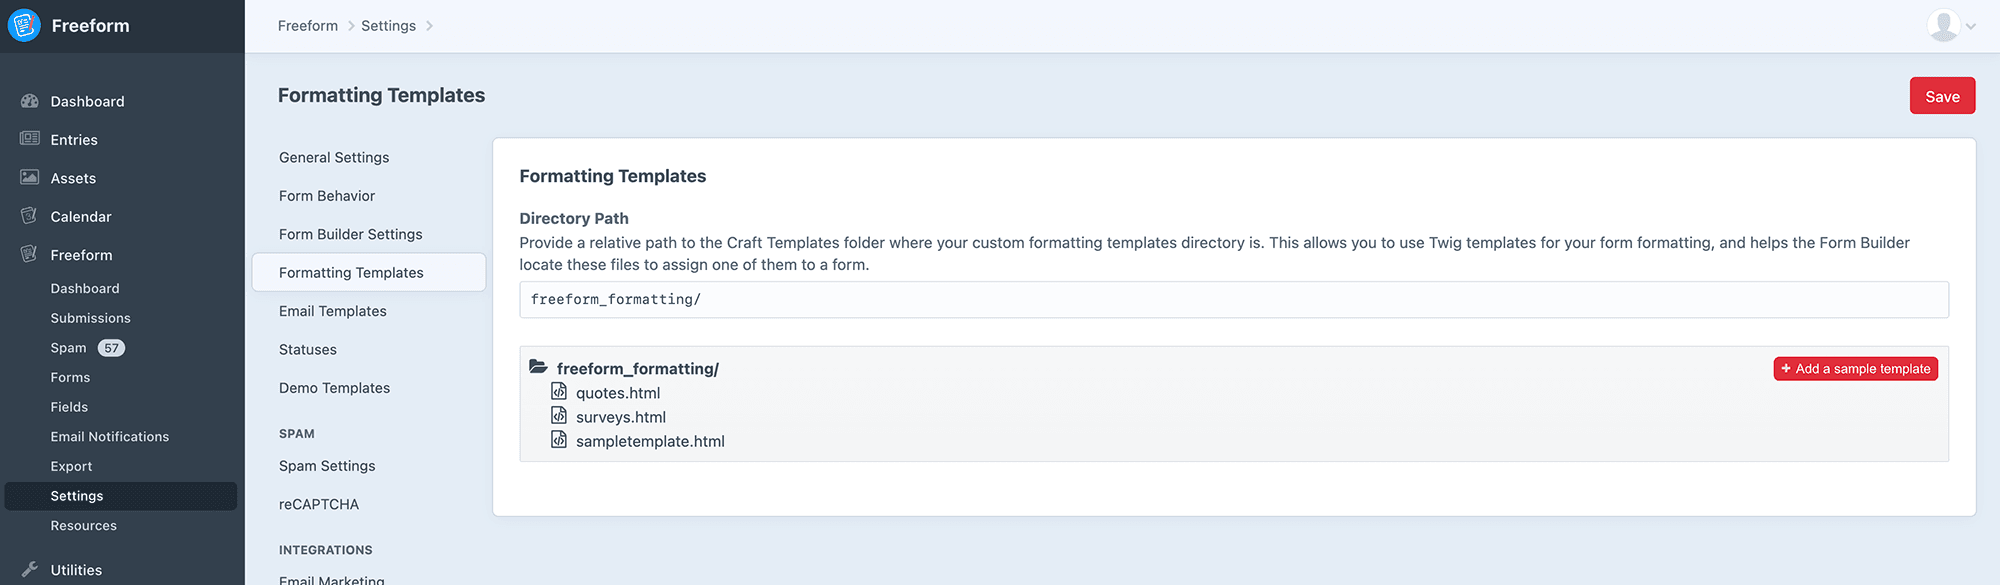 Freeform
Freeform
Settings
Dashboard
Entries
Assets
Calendar
Freeform
Dashboard
Submissions
Spam 57
Forms
Fields
Email Notifications
Export
Settings
Resources
Utilities
Formatting Templates
Save
General Settings
Form Behavior
Form Builder Settings
Formatting Templates
Email Templates
Statuses
Demo Templates
SPAM
Spam Settings
reCAPTCHA
INTEGRATIONS
Email Marketing
Formatting Templates
Directory Path
Provide a relative path to the Craft Templates folder where your custom formatting templates directory is. This allows you to use Twig templates for your form formatting, and helps the Form Builder
locate these files to assign one of them to a form.
freeform_formatting/
freeform_formatting/
+ Add a sample template
quotes.html
surveys.html
sampletemplate.html